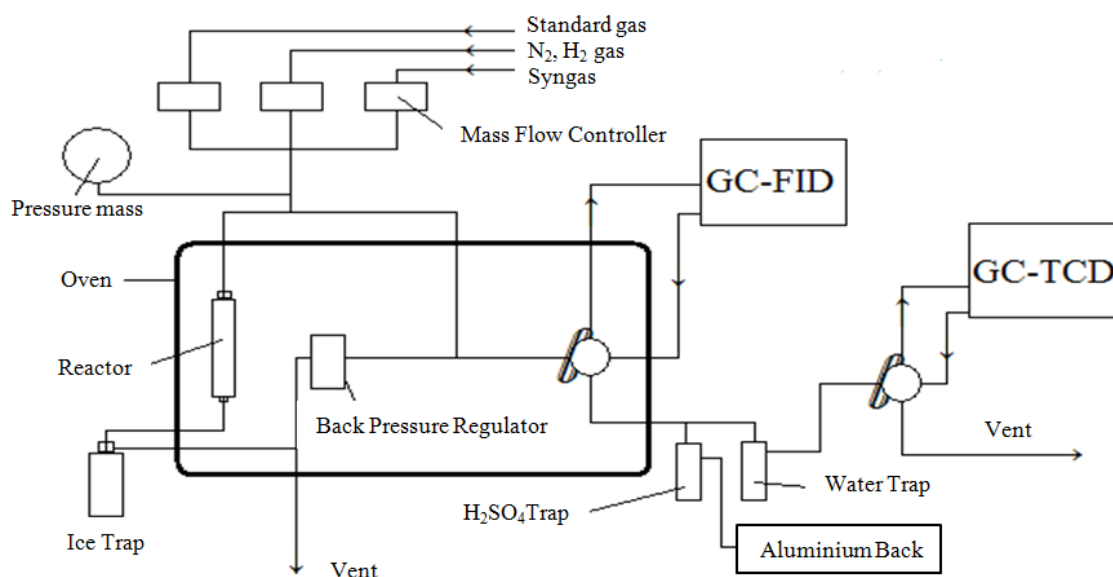 Standard gas
N₂, H₂ gas
Syngas
Mass Flow Controller
Pressure mass
GC-FID
GC-TCD
Oven
Reactor
Back Pressure Regulator
Vent
Water Trap
H₂SO₄Trap
Ice Trap
Aluminium Back
Vent